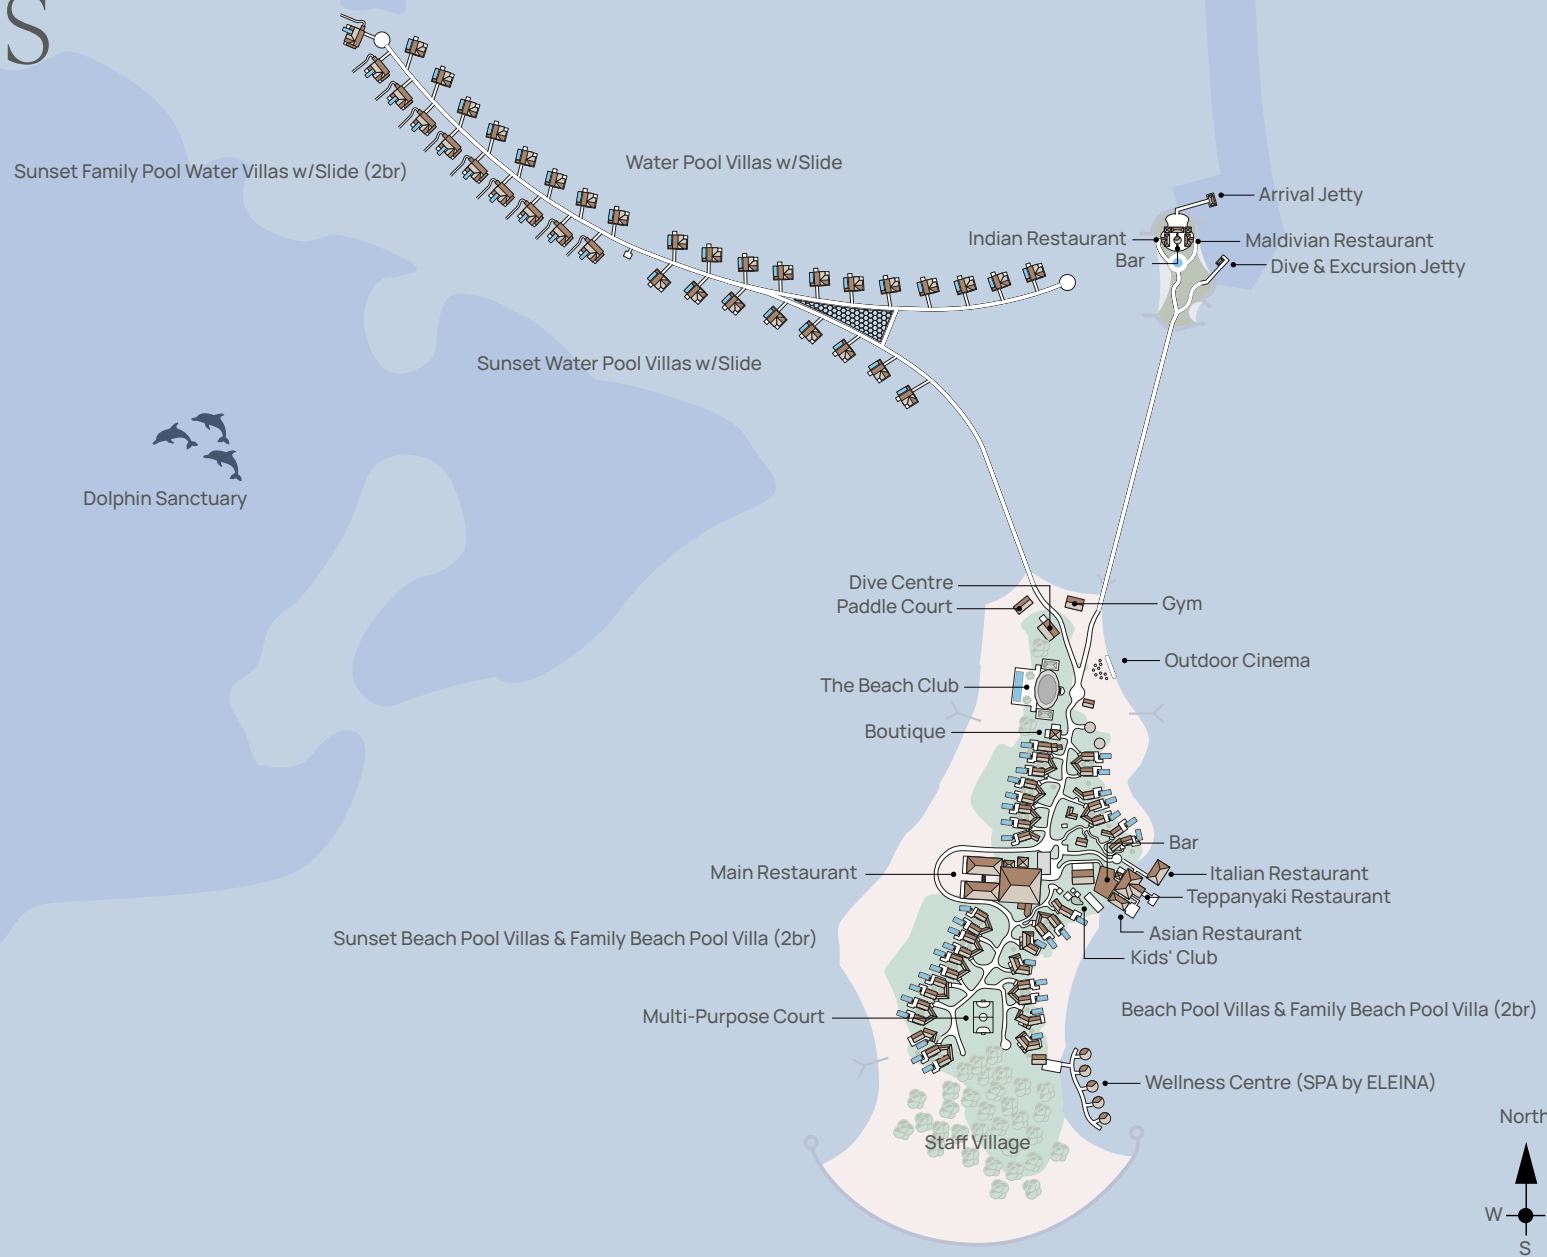 S
Sunset Family Pool Water Villas w/Slide (2br)
Water Pool Villas w/Slide
Arrival Jetty
Indian Restaurant
Maldivian Restaurant
Bar
Dive & Excursion Jetty
Sunset Water Pool Villas w/Slide
Dolphin Sanctuary
Dive Centre
Paddle Court
Gym
Outdoor Cinema
The Beach Club
Boutique
Bar
Main Restaurant
Italian Restaurant
Teppanyaki Restaurant
Asian Restaurant
Sunset Beach Pool Villas & Family Beach Pool Villa (2br)
Kids' Club
Beach Pool Villas & Family Beach Pool Villa (2br)
Multi-Purpose Court
Wellness Centre (SPA by ELEINA)
Staff Village
North
W
S